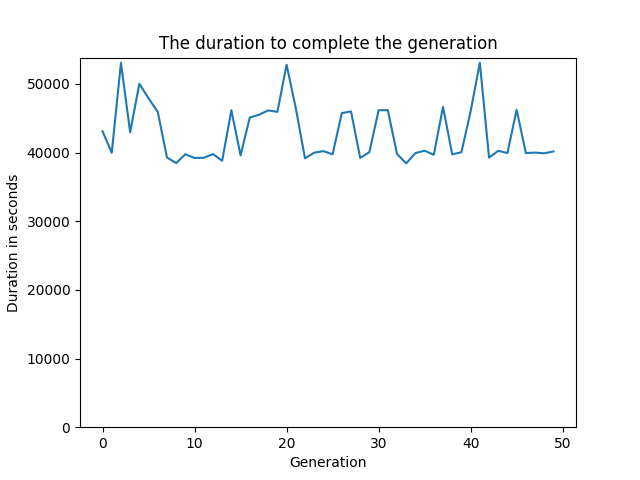 The duration to complete the generation
50000
40000
30000
20000
10000
0
Duration in seconds
0 10 20 30 40 50
Generation